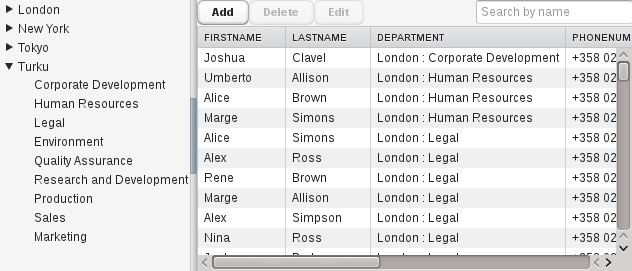 London
New York
Tokyo
Turku
Corporate Development
Human Resources
Legal
Environment
Quality Assurance
Research and Development
Production
Sales
Marketing
Add Delete Edit Search by name
FIRSTNAME LASTNAME DEPARTMENT PHONENUM
Joshua Clavel London : Corporate Development +358 02
Umberto Allison London : Human Resources +358 02
Alice Brown London : Human Resources +358 02
Marge Simons London : Human Resources +358 02
Alice Simons London : Legal +358 02
Alex Ross London : Legal +358 02
Rene Brown London : Legal +358 02
Marge Allison London : Legal +358 02
Alex Simpson London : Legal +358 02
Nina Ross London : Legal +358 02